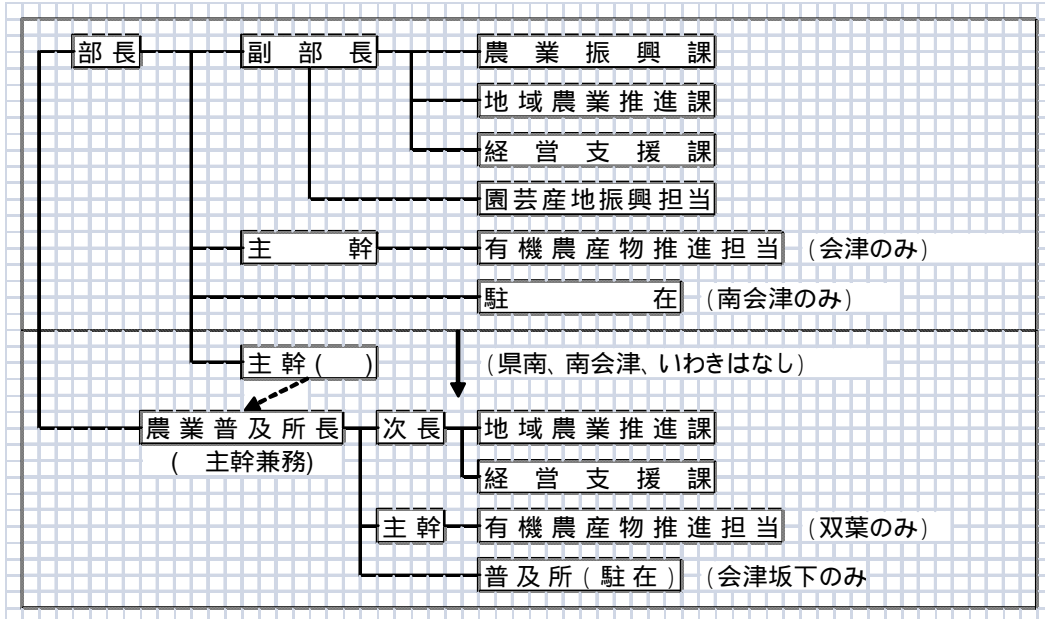 部長 副部長 農業振興課
地域農業推進課
経営支援課
園芸産地振興担当
主幹 有機農産物推進担当 (会津のみ)
駐在 (南会津のみ)
主幹( ) (県南、南会津、いわきはなし)
農業普及所長 次長 地域農業推進課
( 主幹兼務) 経営支援課
主幹 有機農産物推進担当 (双葉のみ)
普及所(駐在) (会津坂下のみ